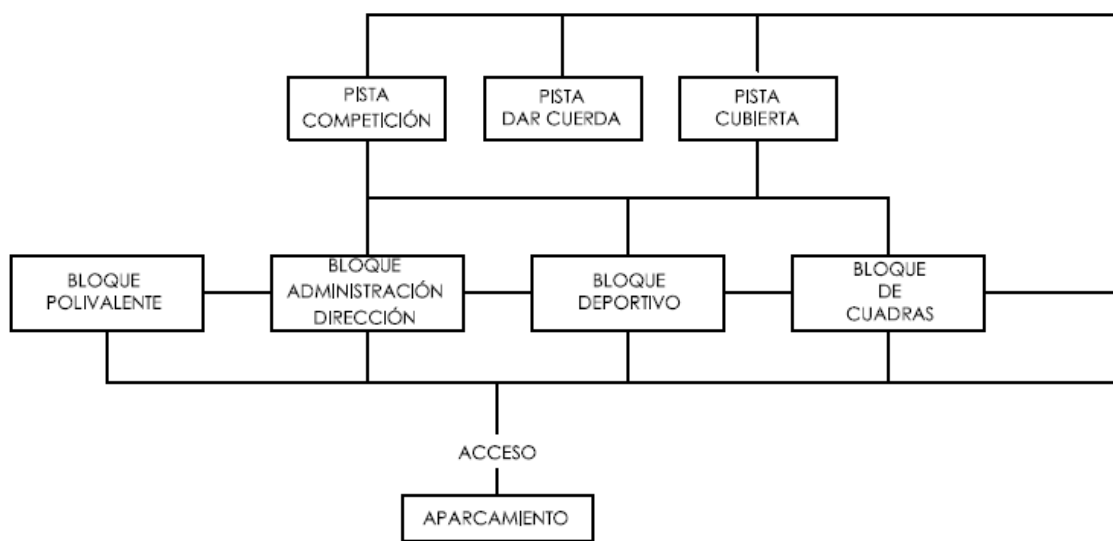 PISTA
COMPETICIÓN
PISTA
DAR CUERDA
PISTA
CUBIERTA
BLOQUE
POLIVALENTE
BLOQUE
ADMINISTRACIÓN
DIRECCIÓN
BLOQUE
DEPORTIVO
BLOQUE
DE
CUADRAS
ACCESO
APARCAMIENTO